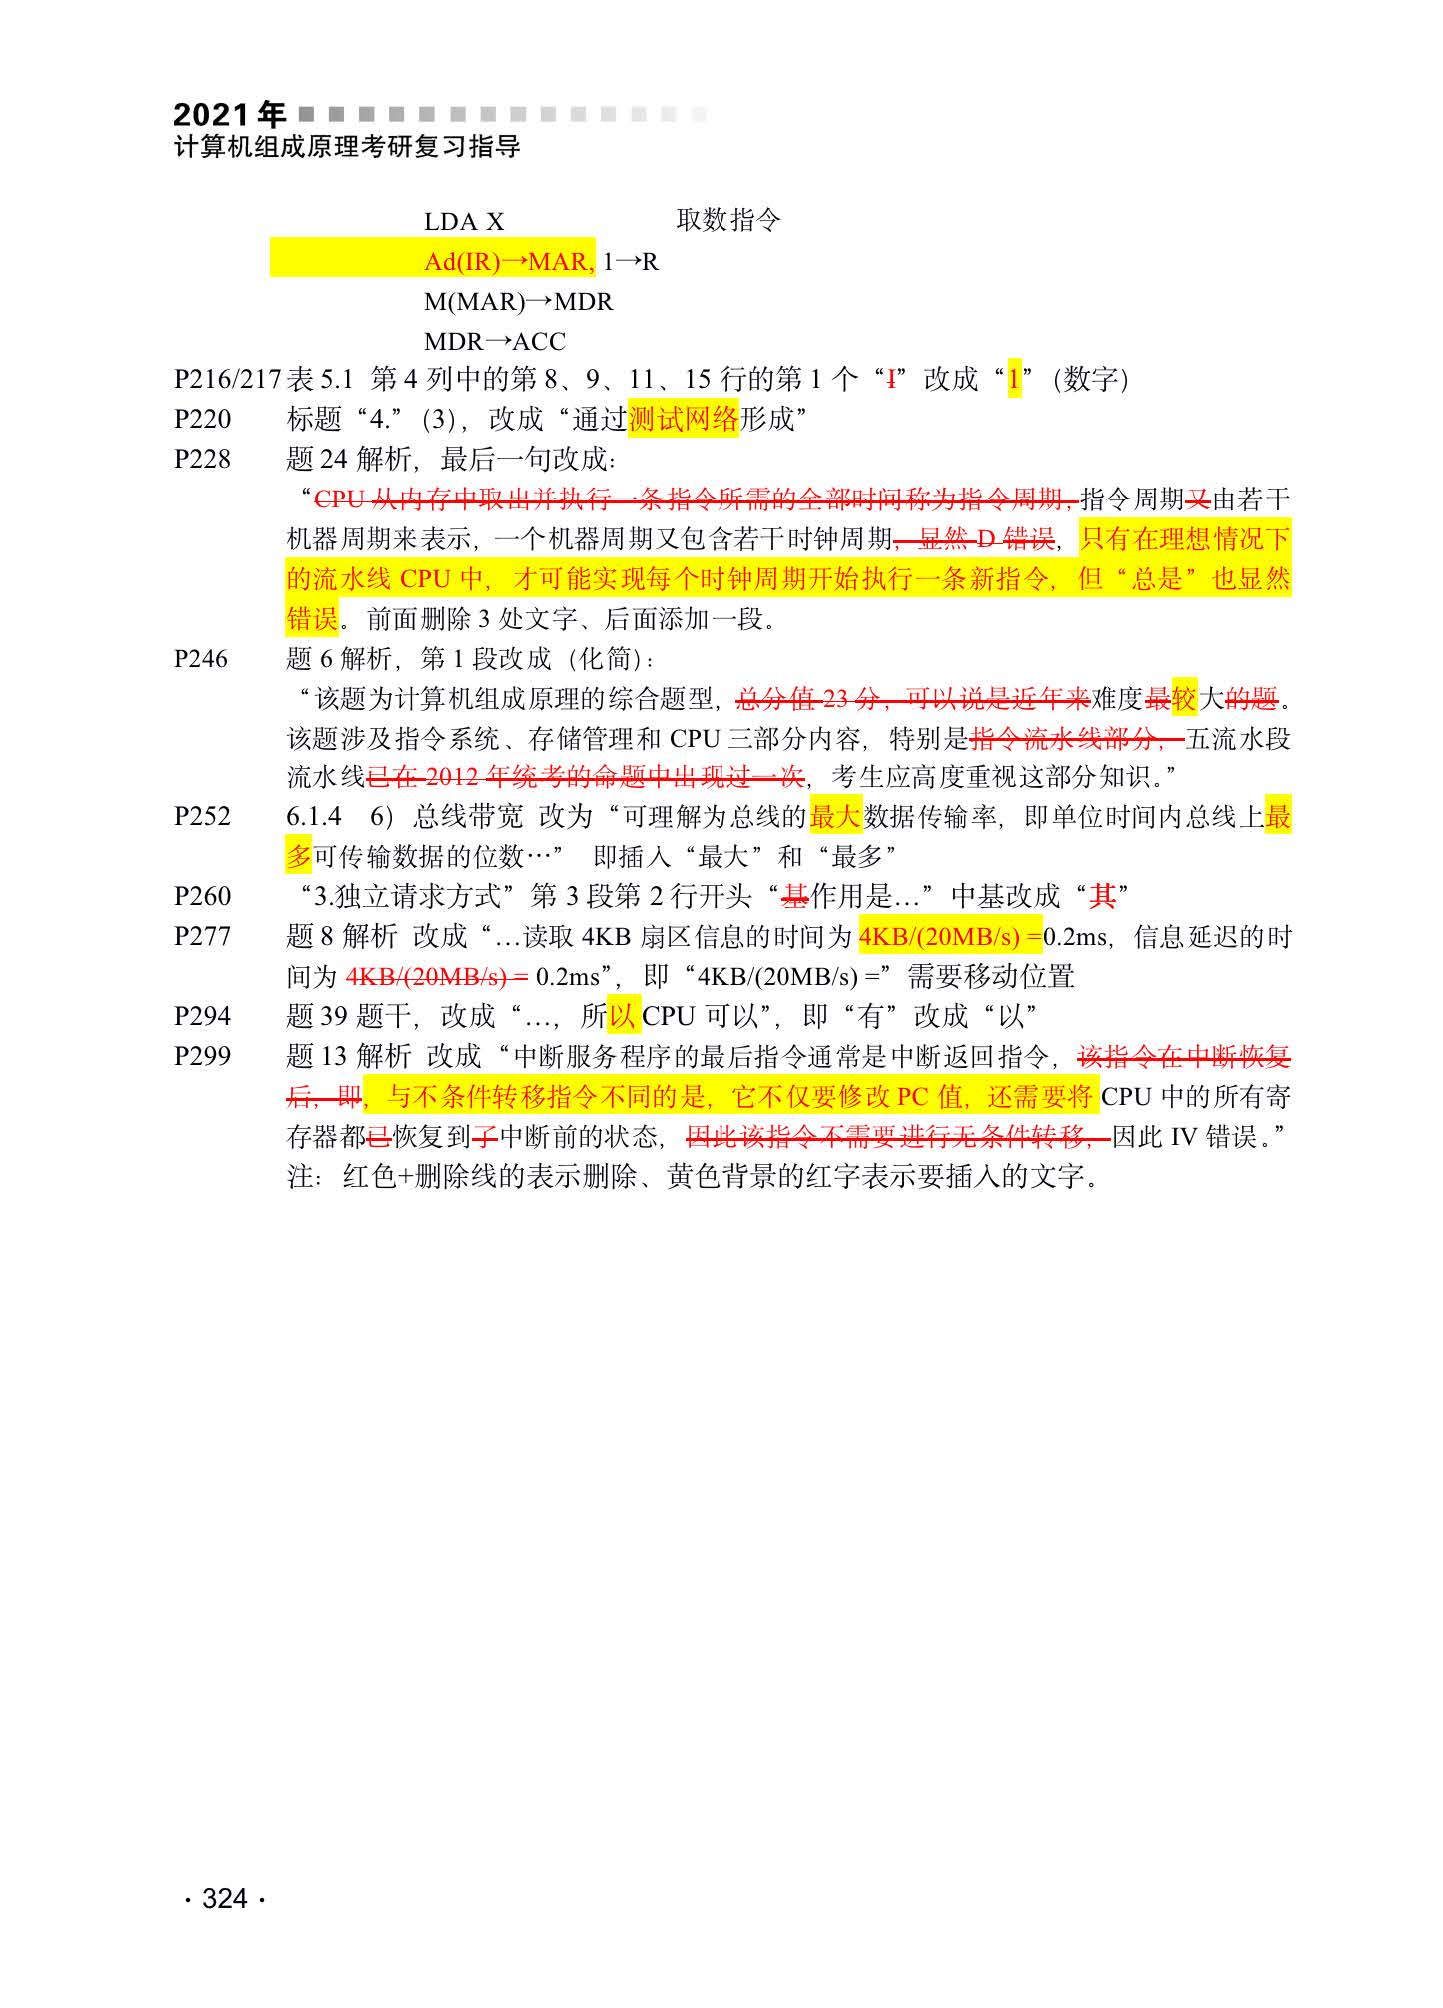 2021 年
计算机组成原理考研复习指导
LDA X 取数指令
Ad(IR)→MAR, 1→R
M(MAR)→MDR
MDR→ACC
P216/217 表 5.1 第 4 列中的第 8、9、11、15 行的第 1 个“I”改成“1”（数字）
P220 标题“4.”（3），改成“通过测试网络形成”
P228 题 24 解析，最后一句改成：
“CPU 从内存中取出并执行一条指令所需的全部时间称为指令周期，指令周期又由若干
机器周期来表示，一个机器周期又包含若干时钟周期，显然 D 错误，只有在理想情况下
的流水线 CPU 中，才可能实现每个时钟周期开始执行一条新指令，但“总是”也显然
错误。前面删除 3 处文字、后面添加一段。
P246 题 6 解析，第 1 段改成（化简）：
“该题为计算机组成原理的综合题型，总分值 23 分，可以说是近年来难度最较大的题。
该题涉及指令系统、存储管理和 CPU 三部分内容，特别是指令流水线部分，五流水段
流水线已在 2012 年统考的命题中出现过一次，考生应高度重视这部分知识。”
P252 6.1.4 6）总线带宽 改为“可理解为总线的最大数据传输率，即单位时间内总线上最
多可传输数据的位数…” 即插入“最大”和“最多”
P260 “3.独立请求方式”第 3 段第 2 行开头“基作用是…”中基改成“其”
P277 题 8 解析 改成“…读取 4KB 扇区信息的时间为 4KB/(20MB/s) =0.2ms，信息延迟的时
间为 4KB/(20MB/s) = 0.2ms”，即“4KB/(20MB/s) =”需要移动位置
P294 题 39 题干，改成“…，所以 CPU 可以”，即“有”改成“以”
P299 题 13 解析 改成“中断服务程序的最后指令通常是中断返回指令，该指令在中断恢复
后，即，与不条件转移指令不同的是，它不仅要修改 PC 值，还需要将 CPU 中的所有寄
存器都已恢复到了中断前的状态，因此该指令不需要进行无条件转移，因此 IV 错误。”
注：红色+删除线的表示删除、黄色背景的红字表示要插入的文字。
· 324 ·